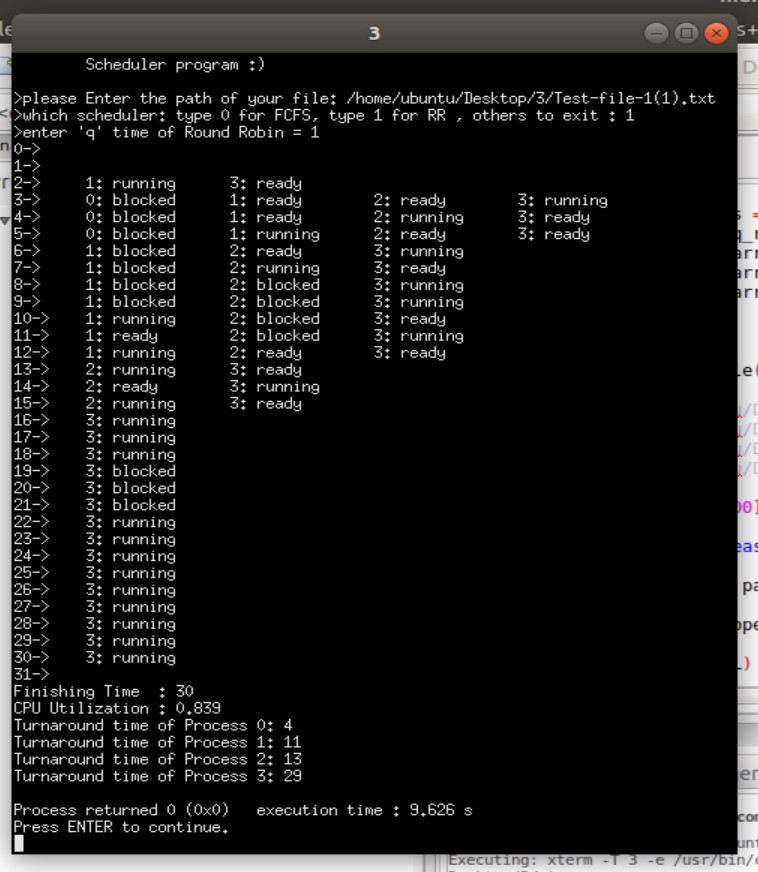 3
Scheduler program :)
>please Enter the path of your file: /home/ubuntu/Desktop/3/Test-file-1(1).txt
>which scheduler: type 0 for FCFS, type 1 for RR , others to exit : 1
>enter 'q' time of Round Robin = 1
0->
1->
2-> 1: running 3: ready
3-> 0: blocked 1: ready 2: ready 3: running
4-> 0: blocked 1: ready 2: running 3: ready
5-> 0: blocked 1: running 2: ready 3: ready
6-> 1: blocked 2: ready 3: running
7-> 1: blocked 2: running 3: ready
8-> 1: blocked 2: blocked 3: running
9-> 1: blocked 2: blocked 3: running
10-> 1: running 2: blocked 3: ready
11-> 1: ready 2: blocked 3: running
12-> 1: running 2: ready 3: ready
13-> 2: running 3: ready
14-> 2: ready 3: running
15-> 2: running 3: ready
16-> 3: running
17-> 3: running
18-> 3: running
19-> 3: blocked
20-> 3: blocked
21-> 3: blocked
22-> 3: running
23-> 3: running
24-> 3: running
25-> 3: running
26-> 3: running
27-> 3: running
28-> 3: running
29-> 3: running
30-> 3: running
31->
Finishing Time : 30
CPU Utilization : 0.839
Turnaround time of Process 0: 4
Turnaround time of Process 1: 11
Turnaround time of Process 2: 13
Turnaround time of Process 3: 29
Process returned 0 (0x0) execution time : 9.626 s
Press ENTER to continue.
Executing: xterm -T 3 -e /usr/bin/